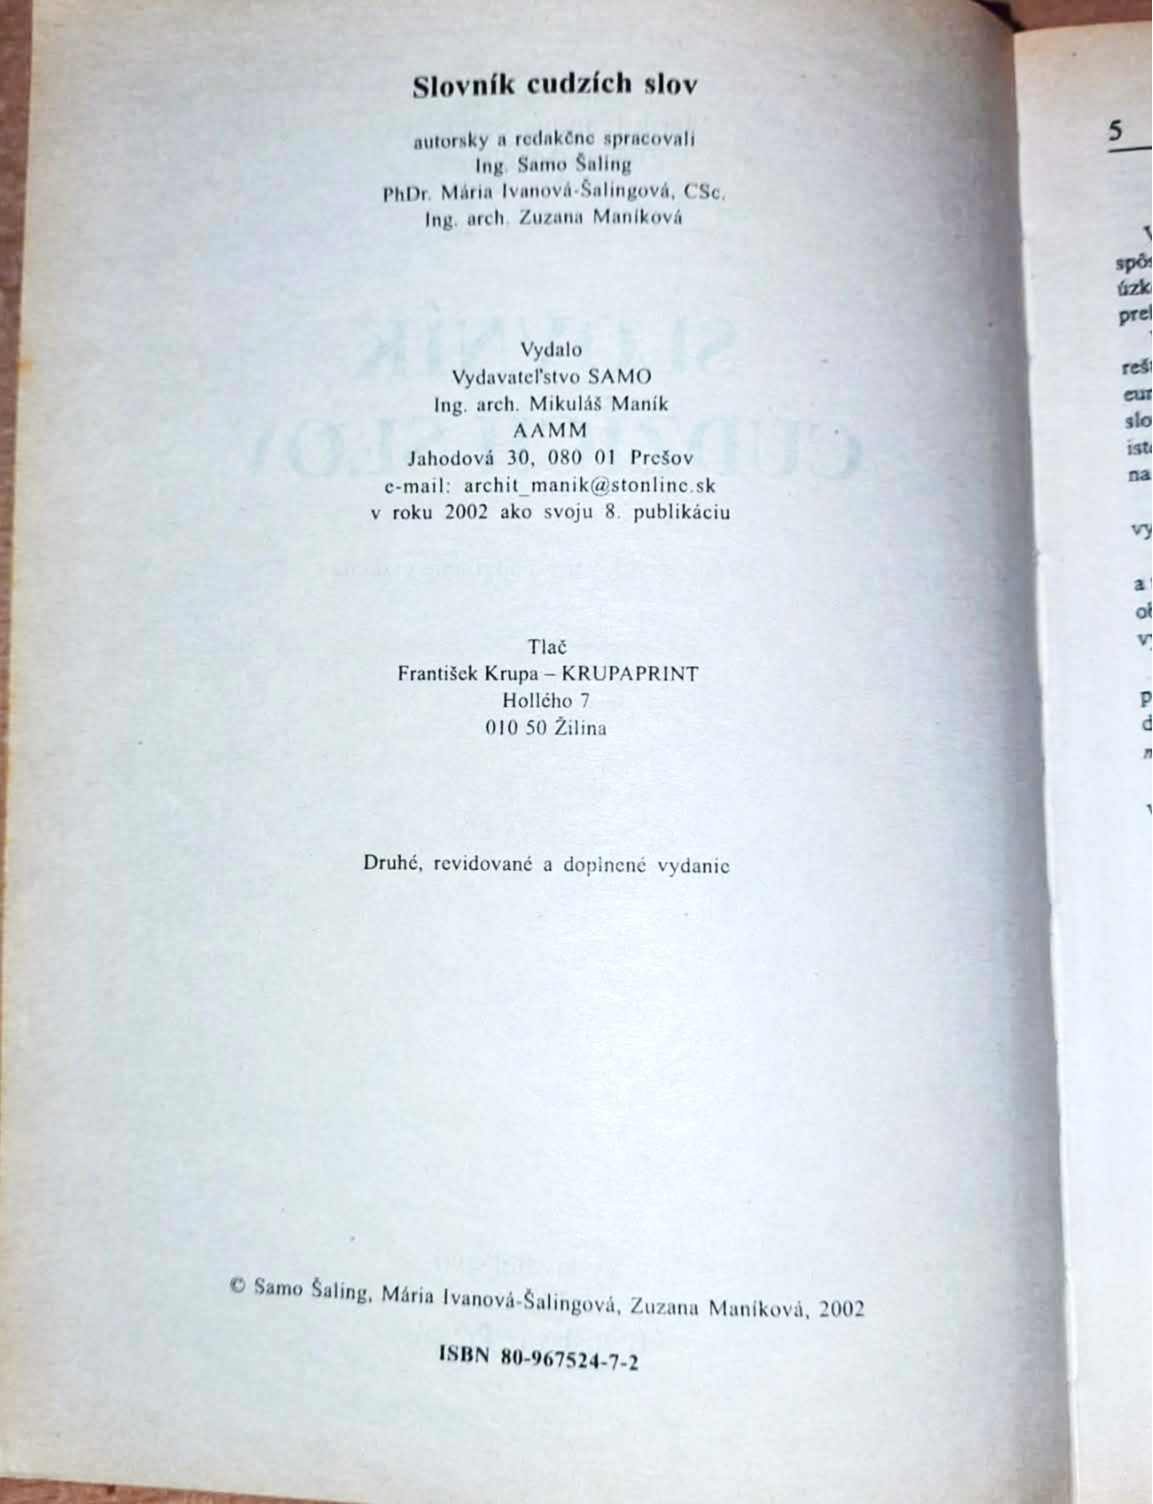 Slovník cudzích slov
autorsky a redakčne spracovali
Ing. Samo Šaling
PhDr. Mária Ivanová-Šalingová, CSc.
Ing. arch. Zuzana Maníková
Vydalo
Vydavateľstvo SAMO
Ing. arch. Mikuláš Maník
AAMM
Jahodová 30, 080 01 Prešov
e-mail: archit_manik@stonline.sk
v roku 2002 ako svoju 8. publikáciu
Tlač
František Krupa – KRUPAPRINT
Hollého 7
010 50 Žilina
Druhé, revidované a doplnené vydanie
© Samo Šaling, Mária Ivanová-Šalingová, Zuzana Maníková, 2002
ISBN 80-967524-7-2
5